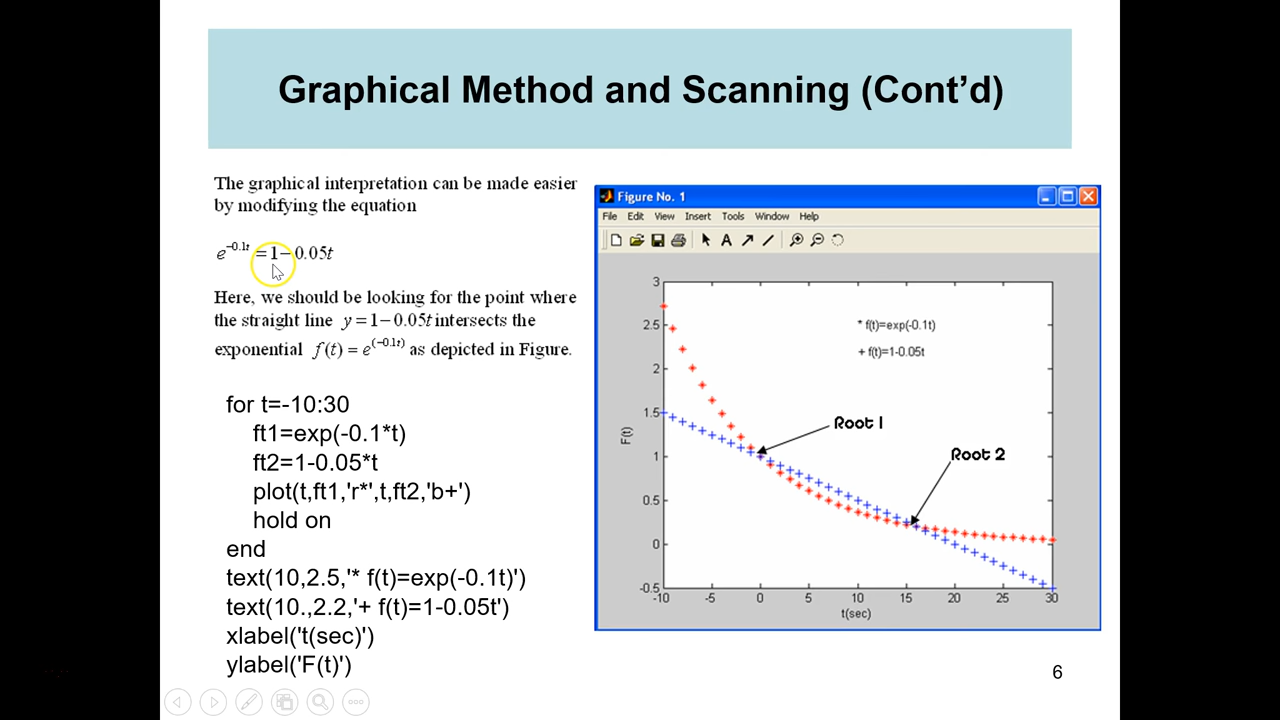 Graphical Method and Scanning (Cont'd)
The graphical interpretation can be made easier
by modifying the equation
e^{-0.1t} = 1 - 0.05t
Here, we should be looking for the point where
the straight line y = 1 - 0.05t intersects the
exponential f(t) = e^{(-0.1t)} as depicted in Figure.
for t=-10:30
ft1=exp(-0.1*t)
ft2=1-0.05*t
plot(t,ft1,'r*',t,ft2,'b+')
hold on
end
text(10,2.5,'* f(t)=exp(-0.1t)')
text(10.,2.2,'+ f(t)=1-0.05t')
xlabel('t(sec)')
ylabel('F(t)')
Figure No. 1
File Edit View Insert Tools Window Help
A
3
2.5
2
1.5
1
0.5
0
-0.5
F(t)
* f(t)=exp(-0.1t)
+ f(t)=1-0.05t
Root 1
Root 2
-10 -5 0 5 10 15 20 25 30
t(sec)
6